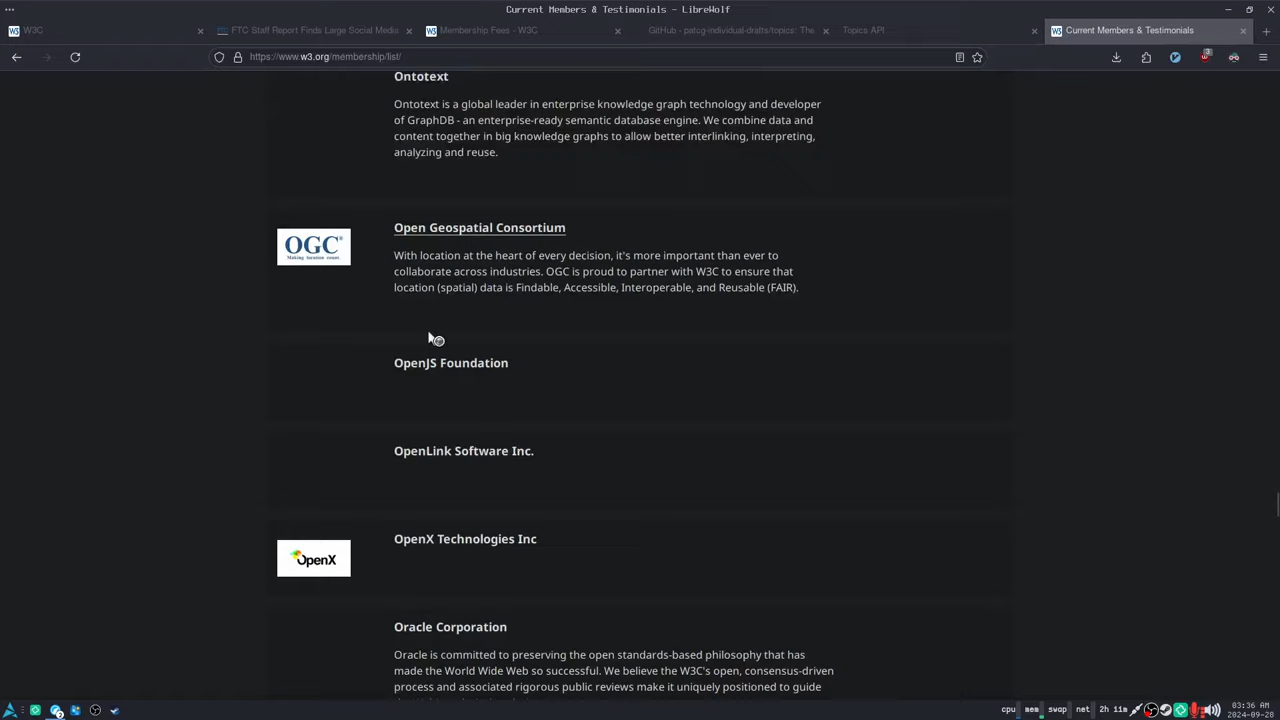 Current Members & Testimonials – LibreWolf
W3C
FTC Staff Report Finds Large Social Media
Membership Fees - W3C
GitHub - patcg-individual-drafts/topics: The
Topics API
Current Members & Testimonials
https://www.w3.org/membership/list/
3
Ontotext
Ontotext is a global leader in enterprise knowledge graph technology and developer
of GraphDB - an enterprise-ready semantic database engine. We combine data and
content together in big knowledge graphs to allow better interlinking, interpreting,
analyzing and reuse.
OGC®
Making location count.
Open Geospatial Consortium
With location at the heart of every decision, it's more important than ever to
collaborate across industries. OGC is proud to partner with W3C to ensure that
location (spatial) data is Findable, Accessible, Interoperable, and Reusable (FAIR).
OpenJS Foundation
OpenLink Software Inc.
OpenX
OpenX Technologies Inc
Oracle Corporation
Oracle is committed to preserving the open standards-based philosophy that has
made the World Wide Web so successful. We believe the W3C's open, consensus-driven
process and associated rigorous public reviews make it uniquely positioned to guide
cpu mem swap net 2h 11m
03:36 AM
2024-09-28